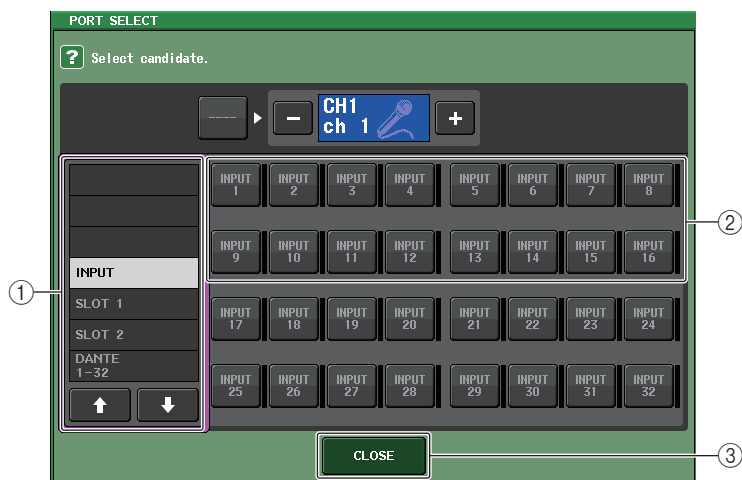 PORT SELECT
? Select candidate.
----
CH1
ch 1
INPUT
SLOT 1
SLOT 2
DANTE
1-32
INPUT 1 INPUT 2 INPUT 3 INPUT 4 INPUT 5 INPUT 6 INPUT 7 INPUT 8
INPUT 9 INPUT 10 INPUT 11 INPUT 12 INPUT 13 INPUT 14 INPUT 15 INPUT 16
INPUT 17 INPUT 18 INPUT 19 INPUT 20 INPUT 21 INPUT 22 INPUT 23 INPUT 24
INPUT 25 INPUT 26 INPUT 27 INPUT 28 INPUT 29 INPUT 30 INPUT 31 INPUT 32
CLOSE
①
②
③